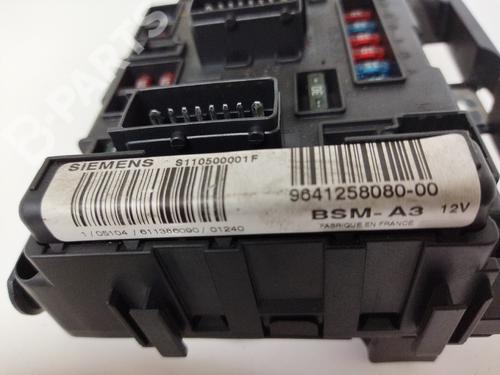 SIEMENS S110500001F
9641258080-00
BSM-A3 12V
1 / 05104 / 611386090 / 01240
FABRIQUE EN FRANCE
B-PARTS